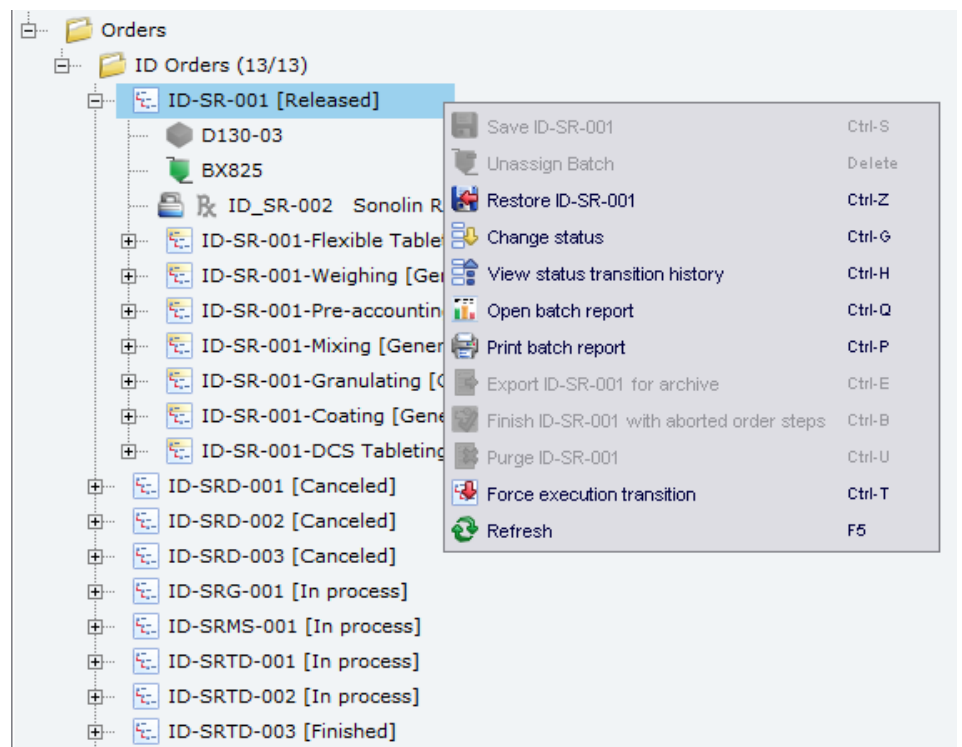 Orders
ID Orders (13/13)
ID-SR-001 [Released]
D130-03
BX825
ID_SR-002 Sonolin R
ID-SR-001-Flexible Table
ID-SR-001-Weighing [Ge
ID-SR-001-Pre-accountin
ID-SR-001-Mixing [Gener
ID-SR-001-Granulating [
ID-SR-001-Coating [Gene
ID-SR-001-DCS Tableting
ID-SRD-001 [Canceled]
ID-SRD-002 [Canceled]
ID-SRD-003 [Canceled]
ID-SRG-001 [In process]
ID-SRMS-001 [In process]
ID-SRTD-001 [In process]
ID-SRTD-002 [In process]
ID-SRTD-003 [Finished]
Save ID-SR-001 Ctrl-S
Unassign Batch Delete
Restore ID-SR-001 Ctrl-Z
Change status Ctrl-G
View status transition history Ctrl-H
Open batch report Ctrl-Q
Print batch report Ctrl-P
Export ID-SR-001 for archive Ctrl-E
Finish ID-SR-001 with aborted order steps Ctrl-B
Purge ID-SR-001 Ctrl-U
Force execution transition Ctrl-T
Refresh F5